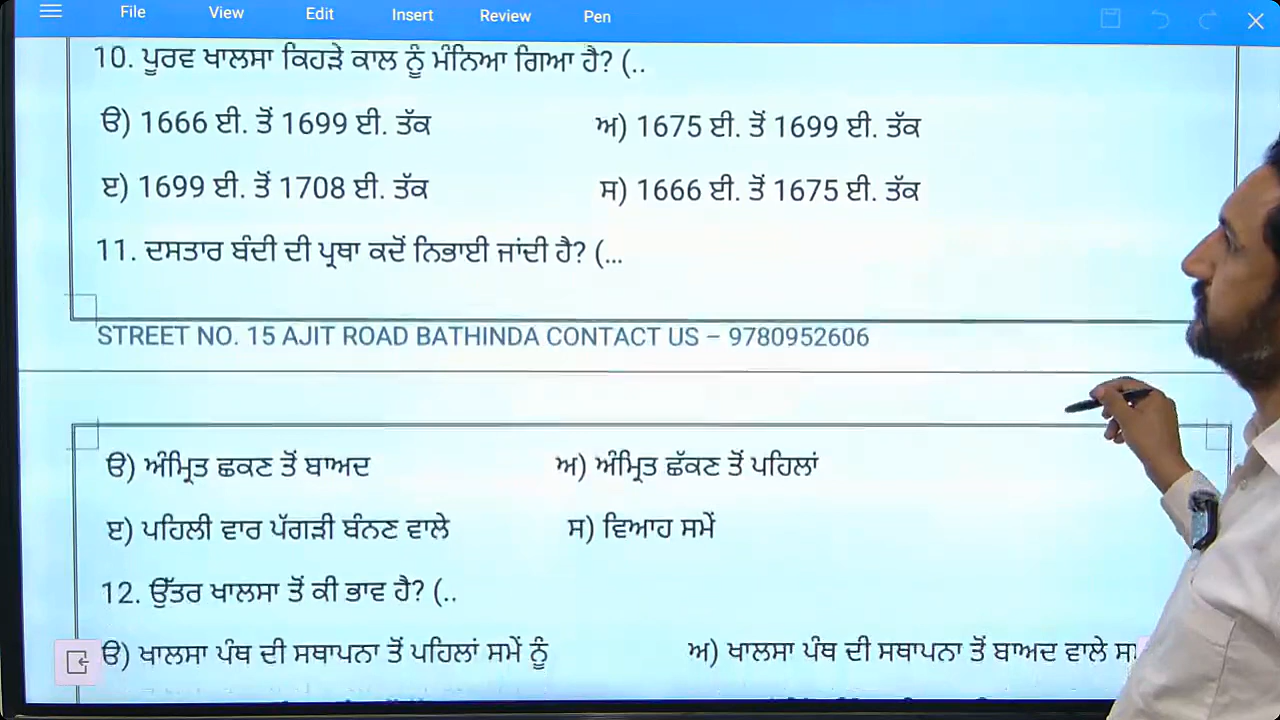 File View Edit Insert Review Pen
10. ਪੂਰਵ ਖਾਲਸਾ ਕਿਹੜੇ ਕਾਲ ਨੂੰ ਮੰਨਿਆ ਗਿਆ ਹੈ? (..
ੳ) 1666 ਈ. ਤੋਂ 1699 ਈ. ਤੱਕ ਅ) 1675 ਈ. ਤੋਂ 1699 ਈ. ਤੱਕ
ੲ) 1699 ਈ. ਤੋਂ 1708 ਈ. ਤੱਕ ਸ) 1666 ਈ. ਤੋਂ 1675 ਈ. ਤੱਕ
11. ਦਸਤਾਰ ਬੰਦੀ ਦੀ ਪ੍ਰਥਾ ਕਦੋਂ ਨਿਭਾਈ ਜਾਂਦੀ ਹੈ? (...
STREET NO. 15 AJIT ROAD BATHINDA CONTACT US – 9780952606
ੳ) ਅੰਮ੍ਰਿਤ ਛਕਣ ਤੋਂ ਬਾਅਦ ਅ) ਅੰਮ੍ਰਿਤ ਛੱਕਣ ਤੋਂ ਪਹਿਲਾਂ
ੲ) ਪਹਿਲੀ ਵਾਰ ਪੱਗੜੀ ਬੰਨਣ ਵਾਲੇ ਸ) ਵਿਆਹ ਸਮੇਂ
12. ਉੱਤਰ ਖਾਲਸਾ ਤੋਂ ਕੀ ਭਾਵ ਹੈ? (..
ੳ) ਖਾਲਸਾ ਪੰਥ ਦੀ ਸਥਾਪਨਾ ਤੋਂ ਪਹਿਲਾਂ ਸਮੇਂ ਨੂੰ ਅ) ਖਾਲਸਾ ਪੰਥ ਦੀ ਸਥਾਪਨਾ ਤੋਂ ਬਾਅਦ ਵਾਲੇ